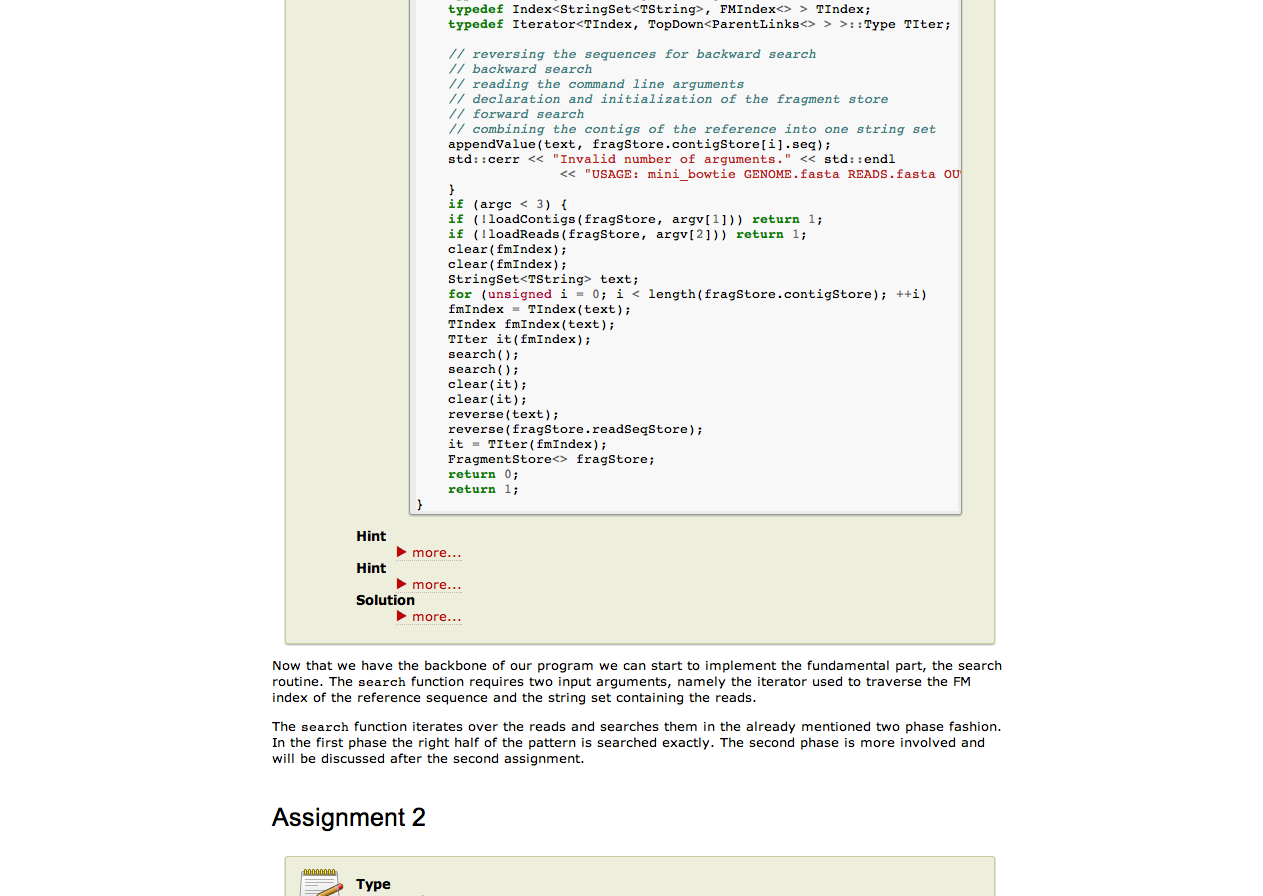 typedef Index<StringSet<TString>, FMIndex<> > TIndex;
typedef Iterator<TIndex, TopDown<ParentLinks<> > >::Type TIter;
// reversing the sequences for backward search
// backward search
// reading the command line arguments
// declaration and initialization of the fragment store
// forward search
// combining the contigs of the reference into one string set
appendValue(text, fragStore.contigStore[i].seq);
std::cerr << "Invalid number of arguments." << std::endl
<< "USAGE: mini_bowtie GENOME.fasta READS.fasta OU
}
if (argc < 3) {
if (!loadContigs(fragStore, argv[1])) return 1;
if (!loadReads(fragStore, argv[2])) return 1;
clear(fmIndex);
clear(fmIndex);
StringSet<TString> text;
for (unsigned i = 0; i < length(fragStore.contigStore); ++i)
fmIndex = TIndex(text);
TIndex fmIndex(text);
TIter it(fmIndex);
search();
search();
clear(it);
clear(it);
reverse(text);
reverse(fragStore.readSeqStore);
it = TIter(fmIndex);
FragmentStore<> fragStore;
return 0;
return 1;
}
Hint
▶ more...
Hint
▶ more...
Solution
▶ more...
Now that we have the backbone of our program we can start to implement the fundamental part, the search
routine. The search function requires two input arguments, namely the iterator used to traverse the FM
index of the reference sequence and the string set containing the reads.
The search function iterates over the reads and searches them in the already mentioned two phase fashion.
In the first phase the right half of the pattern is searched exactly. The second phase is more involved and
will be discussed after the second assignment.
Assignment 2
Type